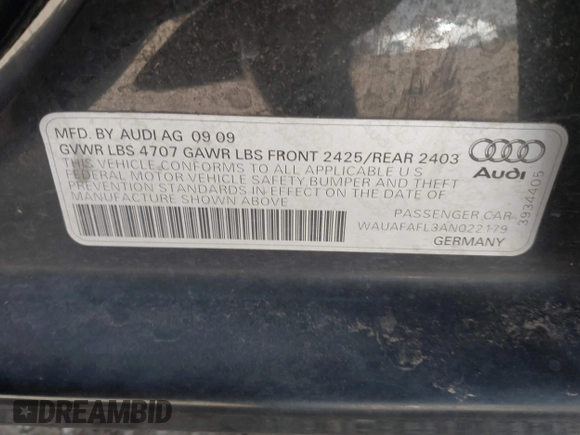 MFD. BY AUDI AG 09 09
GVWR LBS 4707 GAWR LBS FRONT 2425/REAR 2403
THIS VEHICLE CONFORMS TO ALL APPLICABLE U S
FEDERAL MOTOR VEHICLE SAFETY BUMPER AND THEFT
PREVENTION STANDARDS IN EFFECT ON THE DATE OF
MANUFACTURE SHOWN ABOVE
Audi
PASSENGER CAR
WAUAFAFL3AN022179
GERMANY
3934405
DREAMBID